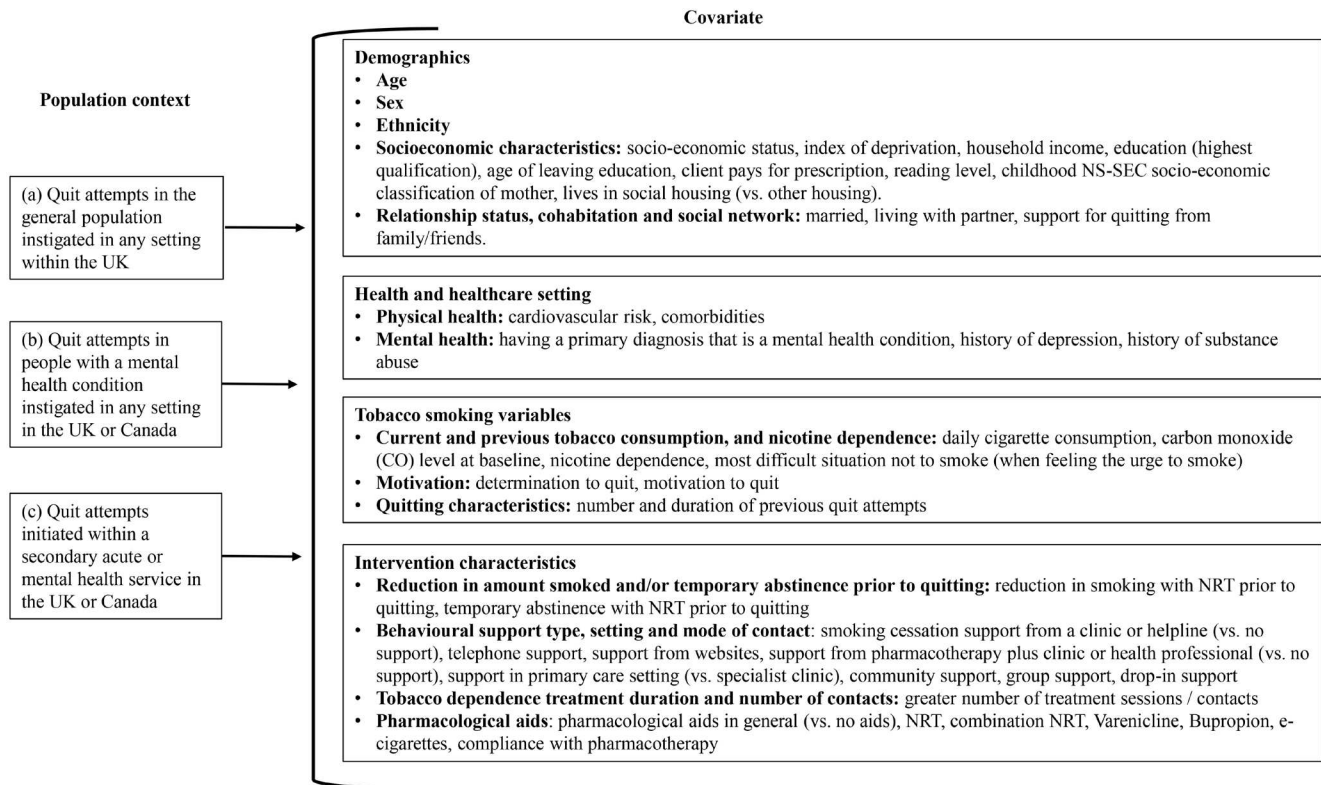 Covariate
Population context
(a) Quit attempts in the
general population
instigated in any setting
within the UK
(b) Quit attempts in
people with a mental
health condition
instigated in any setting
in the UK or Canada
(c) Quit attempts
initiated within a
secondary acute or
mental health service in
the UK or Canada
Demographics
• Age
• Sex
• Ethnicity
• Socioeconomic characteristics: socio-economic status, index of deprivation, household income, education (highest
qualification), age of leaving education, client pays for prescription, reading level, childhood NS-SEC socio-economic
classification of mother, lives in social housing (vs. other housing).
• Relationship status, cohabitation and social network: married, living with partner, support for quitting from
family/friends.
Health and healthcare setting
• Physical health: cardiovascular risk, comorbidities
• Mental health: having a primary diagnosis that is a mental health condition, history of depression, history of substance
abuse
Tobacco smoking variables
• Current and previous tobacco consumption, and nicotine dependence: daily cigarette consumption, carbon monoxide
(CO) level at baseline, nicotine dependence, most difficult situation not to smoke (when feeling the urge to smoke)
• Motivation: determination to quit, motivation to quit
• Quitting characteristics: number and duration of previous quit attempts
Intervention characteristics
• Reduction in amount smoked and/or temporary abstinence prior to quitting: reduction in smoking with NRT prior to
quitting, temporary abstinence with NRT prior to quitting
• Behavioural support type, setting and mode of contact: smoking cessation support from a clinic or helpline (vs. no
support), telephone support, support from websites, support from pharmacotherapy plus clinic or health professional (vs. no
support), support in primary care setting (vs. specialist clinic), community support, group support, drop-in support
• Tobacco dependence treatment duration and number of contacts: greater number of treatment sessions / contacts
• Pharmacological aids: pharmacological aids in general (vs. no aids), NRT, combination NRT, Varenicline, Bupropion, e-
cigarettes, compliance with pharmacotherapy